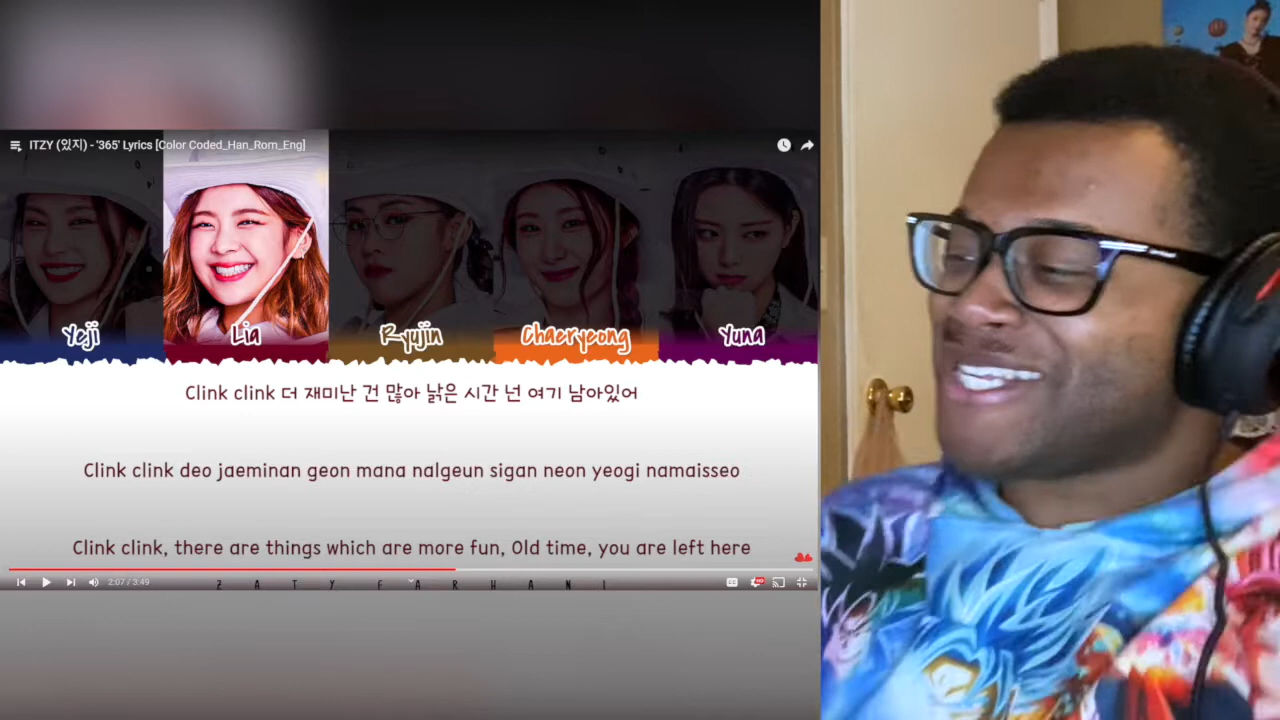 ITZY (있지) - '365' Lyrics [Color Coded_Han_Rom_Eng]
Yeji
Lia
Ryujin
Chaeryeong
Yuna
Clink clink 더 재미난 건 많아 낡은 시간 넌 여기 남아있어
Clink clink deo jaeminan geon mana nalgeun sigan neon yeogi namaisseo
Clink clink, there are things which are more fun, Old time, you are left here
2:07 / 3:49
Z A T Y F A R H A N I
HD